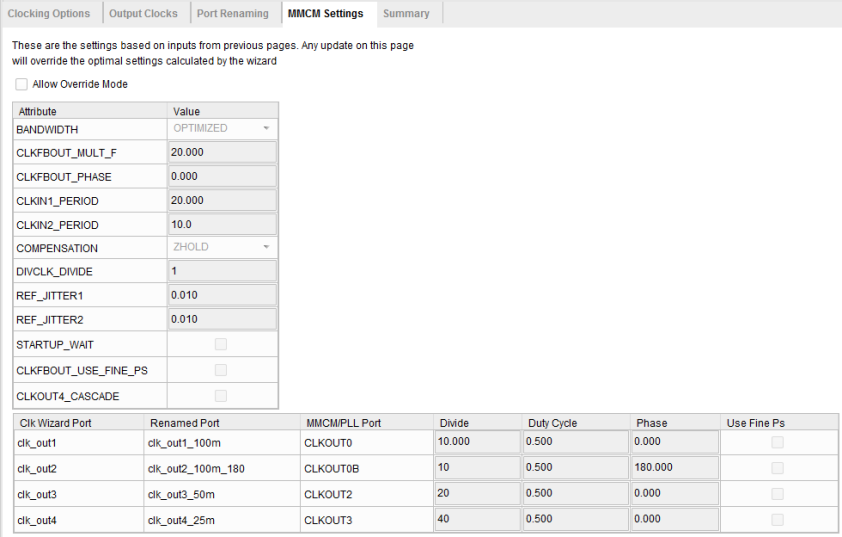 Clocking Options Output Clocks Port Renaming MMCM Settings Summary
These are the settings based on inputs from previous pages. Any update on this page
will override the optimal settings calculated by the wizard
Allow Override Mode
Attribute Value
BANDWIDTH OPTIMIZED
CLKFBOUT_MULT_F 20.000
CLKFBOUT_PHASE 0.000
CLKIN1_PERIOD 20.000
CLKIN2_PERIOD 10.0
COMPENSATION ZHOLD
DIVCLK_DIVIDE 1
REF_JITTER1 0.010
REF_JITTER2 0.010
STARTUP_WAIT
CLKFBOUT_USE_FINE_PS
CLKOUT4_CASCADE
Clk Wizard Port Renamed Port MMCM/PLL Port Divide Duty Cycle Phase Use Fine Ps
clk_out1 clk_out1_100m CLKOUT0 10.000 0.500 0.000
clk_out2 clk_out2_100m_180 CLKOUT0B 10 0.500 180.000
clk_out3 clk_out3_50m CLKOUT2 20 0.500 0.000
clk_out4 clk_out4_25m CLKOUT3 40 0.500 0.000